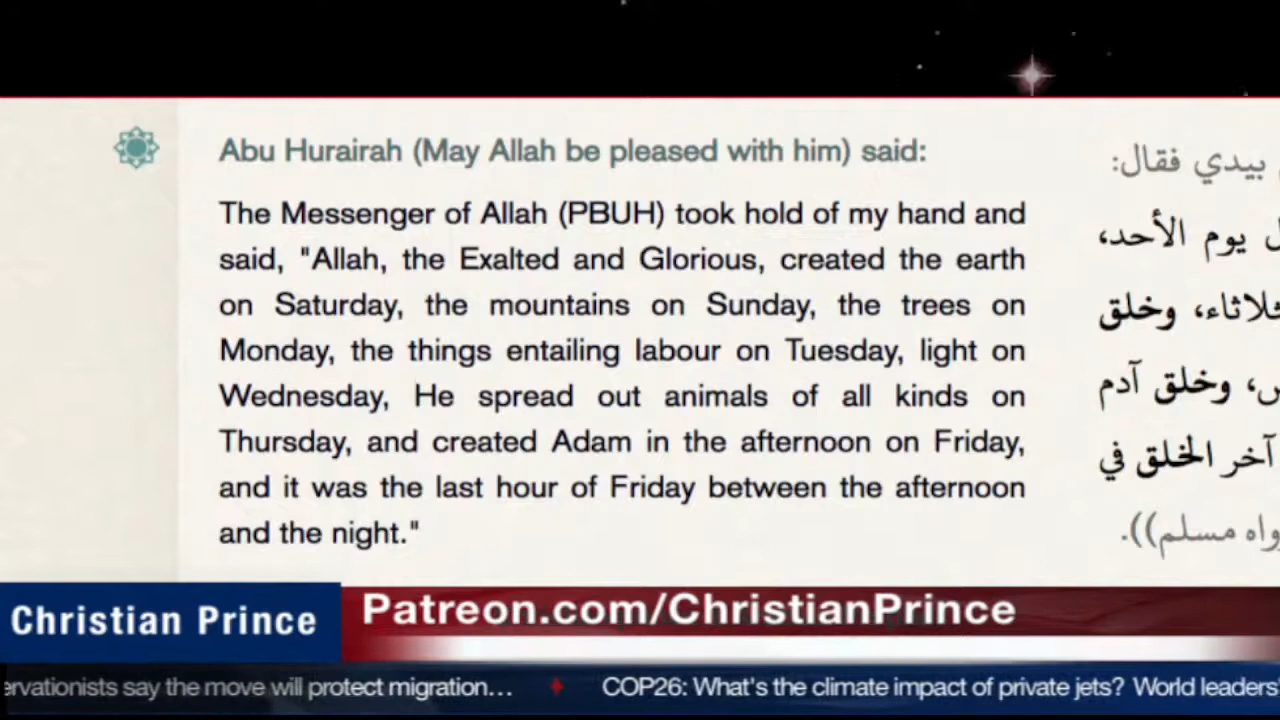 Abu Hurairah (May Allah be pleased with him) said:
The Messenger of Allah (PBUH) took hold of my hand and
said, "Allah, the Exalted and Glorious, created the earth
on Saturday, the mountains on Sunday, the trees on
Monday, the things entailing labour on Tuesday, light on
Wednesday, He spread out animals of all kinds on
Thursday, and created Adam in the afternoon on Friday,
and it was the last hour of Friday between the afternoon
and the night."
بيدي فقال:
يوم الأحد،
وخلق
وخلق آدم
آخر الخلق في
مسلم)).
Christian Prince
Patreon.com/ChristianPrince
ervationists say the move will protect migration... COP26: What's the climate impact of private jets? World leaders'